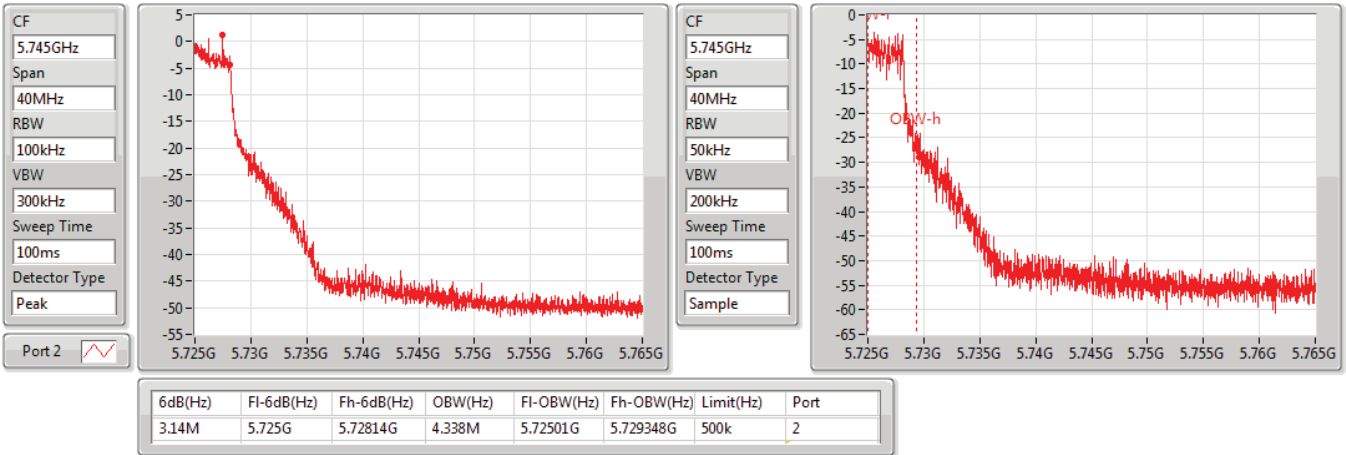 CF
5.745GHz
Span
40MHz
RBW
100kHz
VBW
300kHz
Sweep Time
100ms
Detector Type
Peak
Port 2
5
0
-5
-10
-15
-20
-25
-30
-35
-40
-45
-50
-55
5.725G 5.73G 5.735G 5.74G 5.745G 5.75G 5.755G 5.76G 5.765G
CF
5.745GHz
Span
40MHz
RBW
50kHz
VBW
200kHz
Sweep Time
100ms
Detector Type
Sample
0
-5
-10
-15
-20
-25
-30
-35
-40
-45
-50
-55
-60
-65
OBW-h
5.725G 5.73G 5.735G 5.74G 5.745G 5.75G 5.755G 5.76G 5.765G
6dB(Hz) Fl-6dB(Hz) Fh-6dB(Hz) OBW(Hz) Fl-OBW(Hz) Fh-OBW(Hz) Limit(Hz) Port
3.14M 5.725G 5.72814G 4.338M 5.72501G 5.729348G 500k 2